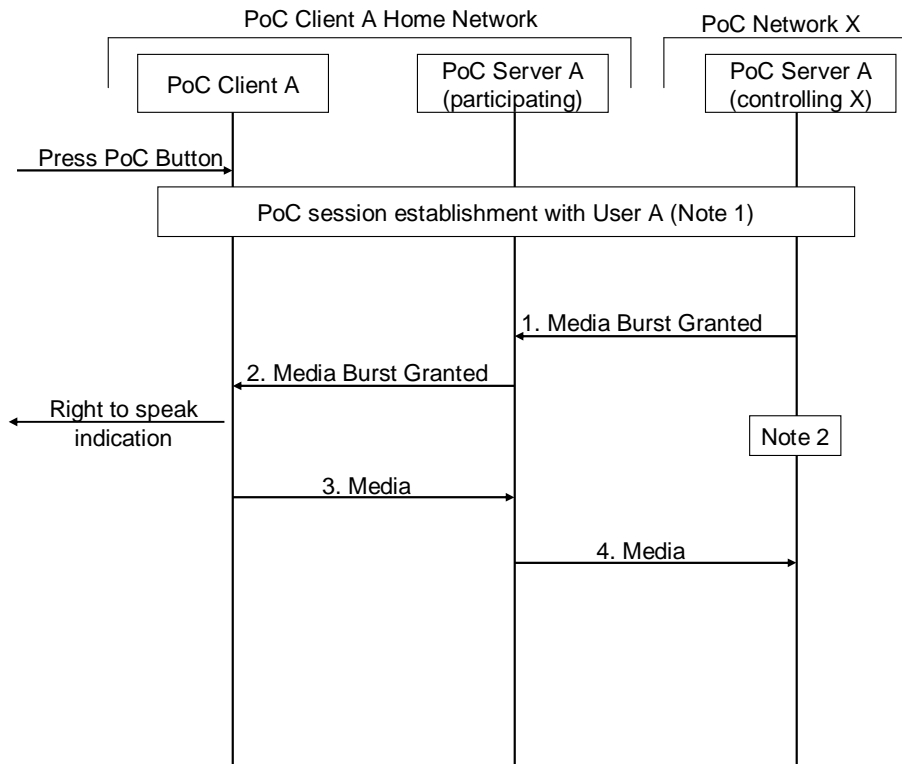 PoC Client A Home Network
PoC Network X
PoC Client A
PoC Server A
(participating)
PoC Server A
(controlling X)
Press PoC Button
PoC session establishment with User A (Note 1)
1. Media Burst Granted
2. Media Burst Granted
Right to speak
indication
Note 2
3. Media
4. Media